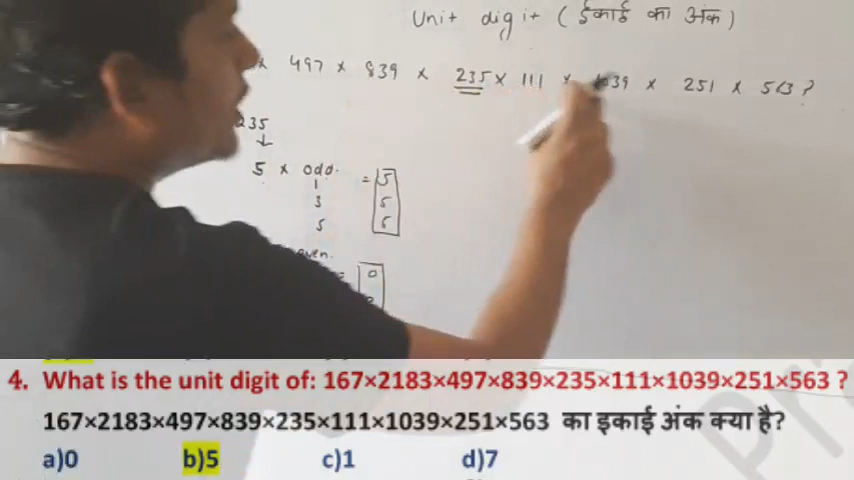 Unit digit (ईकाई का अंक)
× 497 × 839 × 235 × 111 × 1039 × 251 × 563 ?
235
↓
5 × odd. = 5
1
3 5
5 5
even.
= 0
4. What is the unit digit of: 167×2183×497×839×235×111×1039×251×563 ?
167×2183×497×839×235×111×1039×251×563 का इकाई अंक क्या है?
a)0 b)5 c)1 d)7